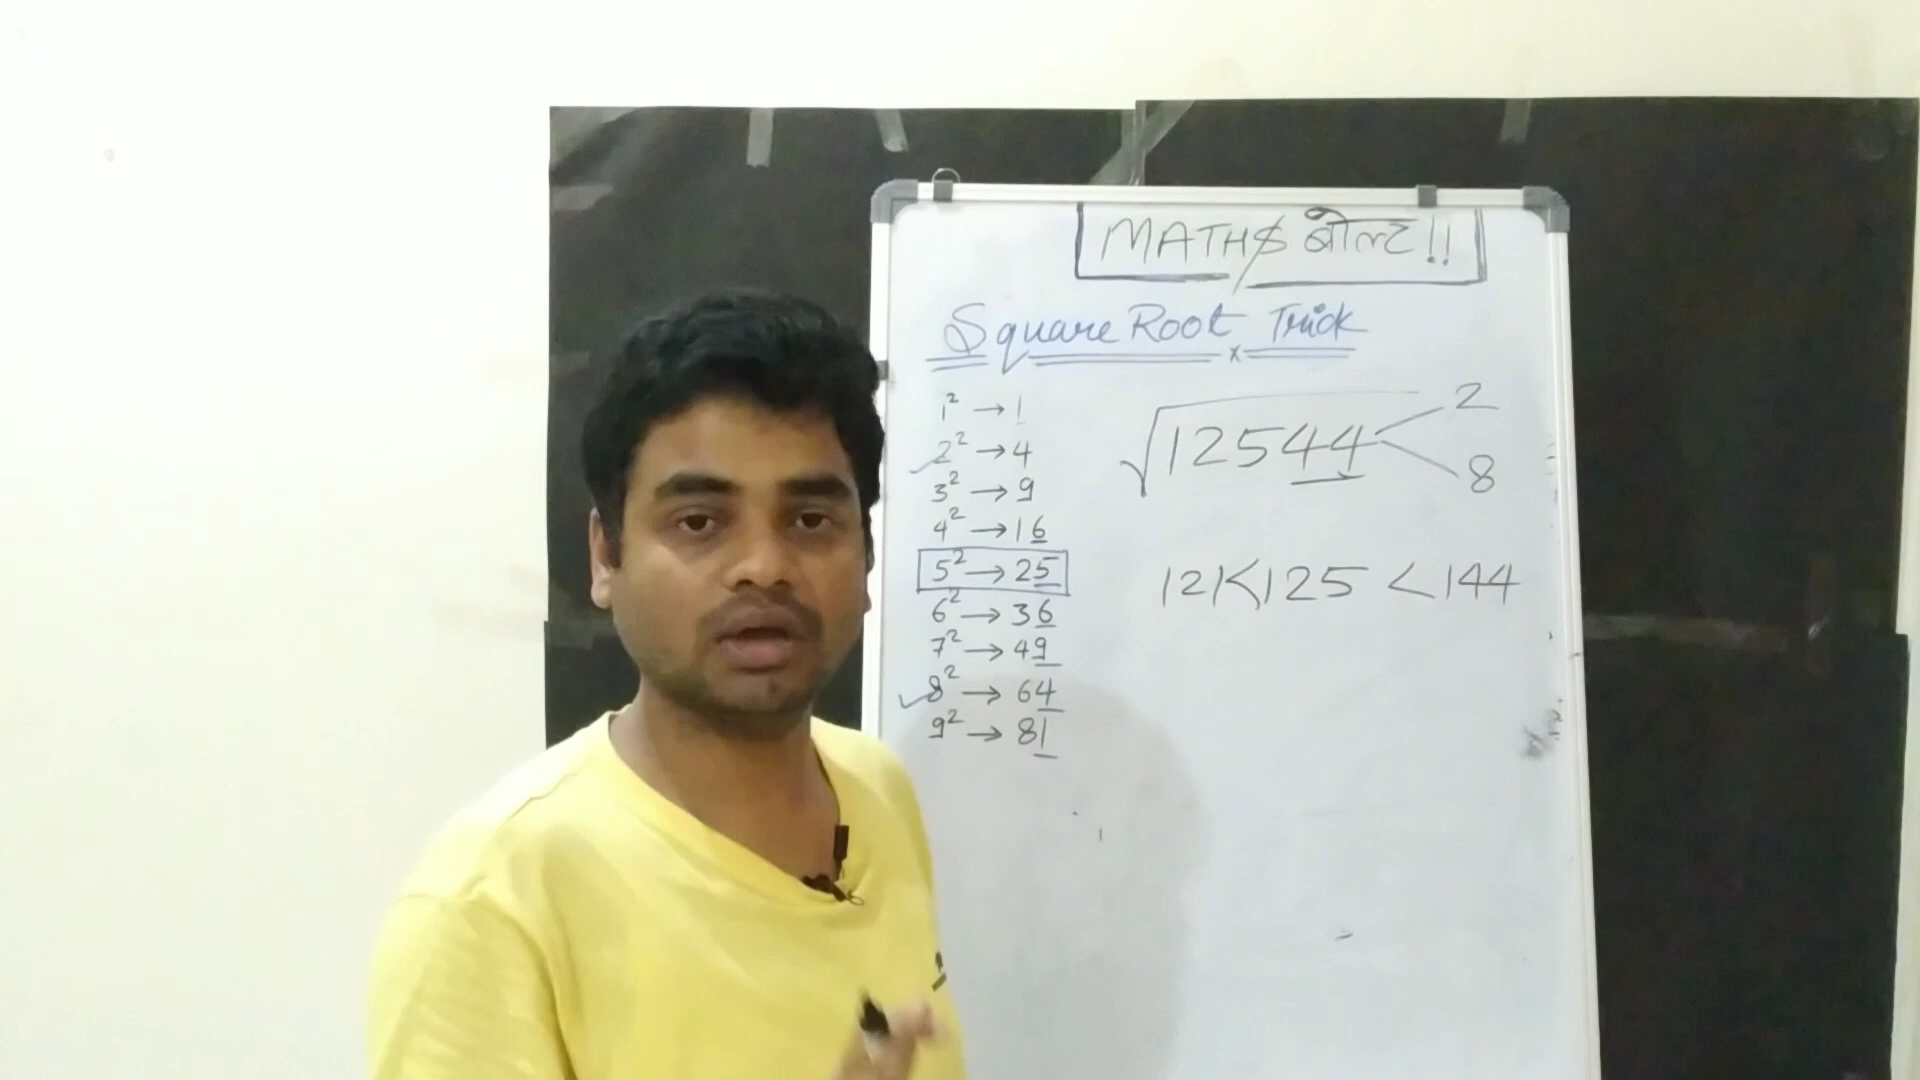 MATHS बोल्ट !!
Square Root Trick
x
1² → 1
2² → 4
3² → 9
4² → 16
5² → 25
6² → 36
7² → 49
8² → 64
9² → 81
√12544
2
8
121<125 <144